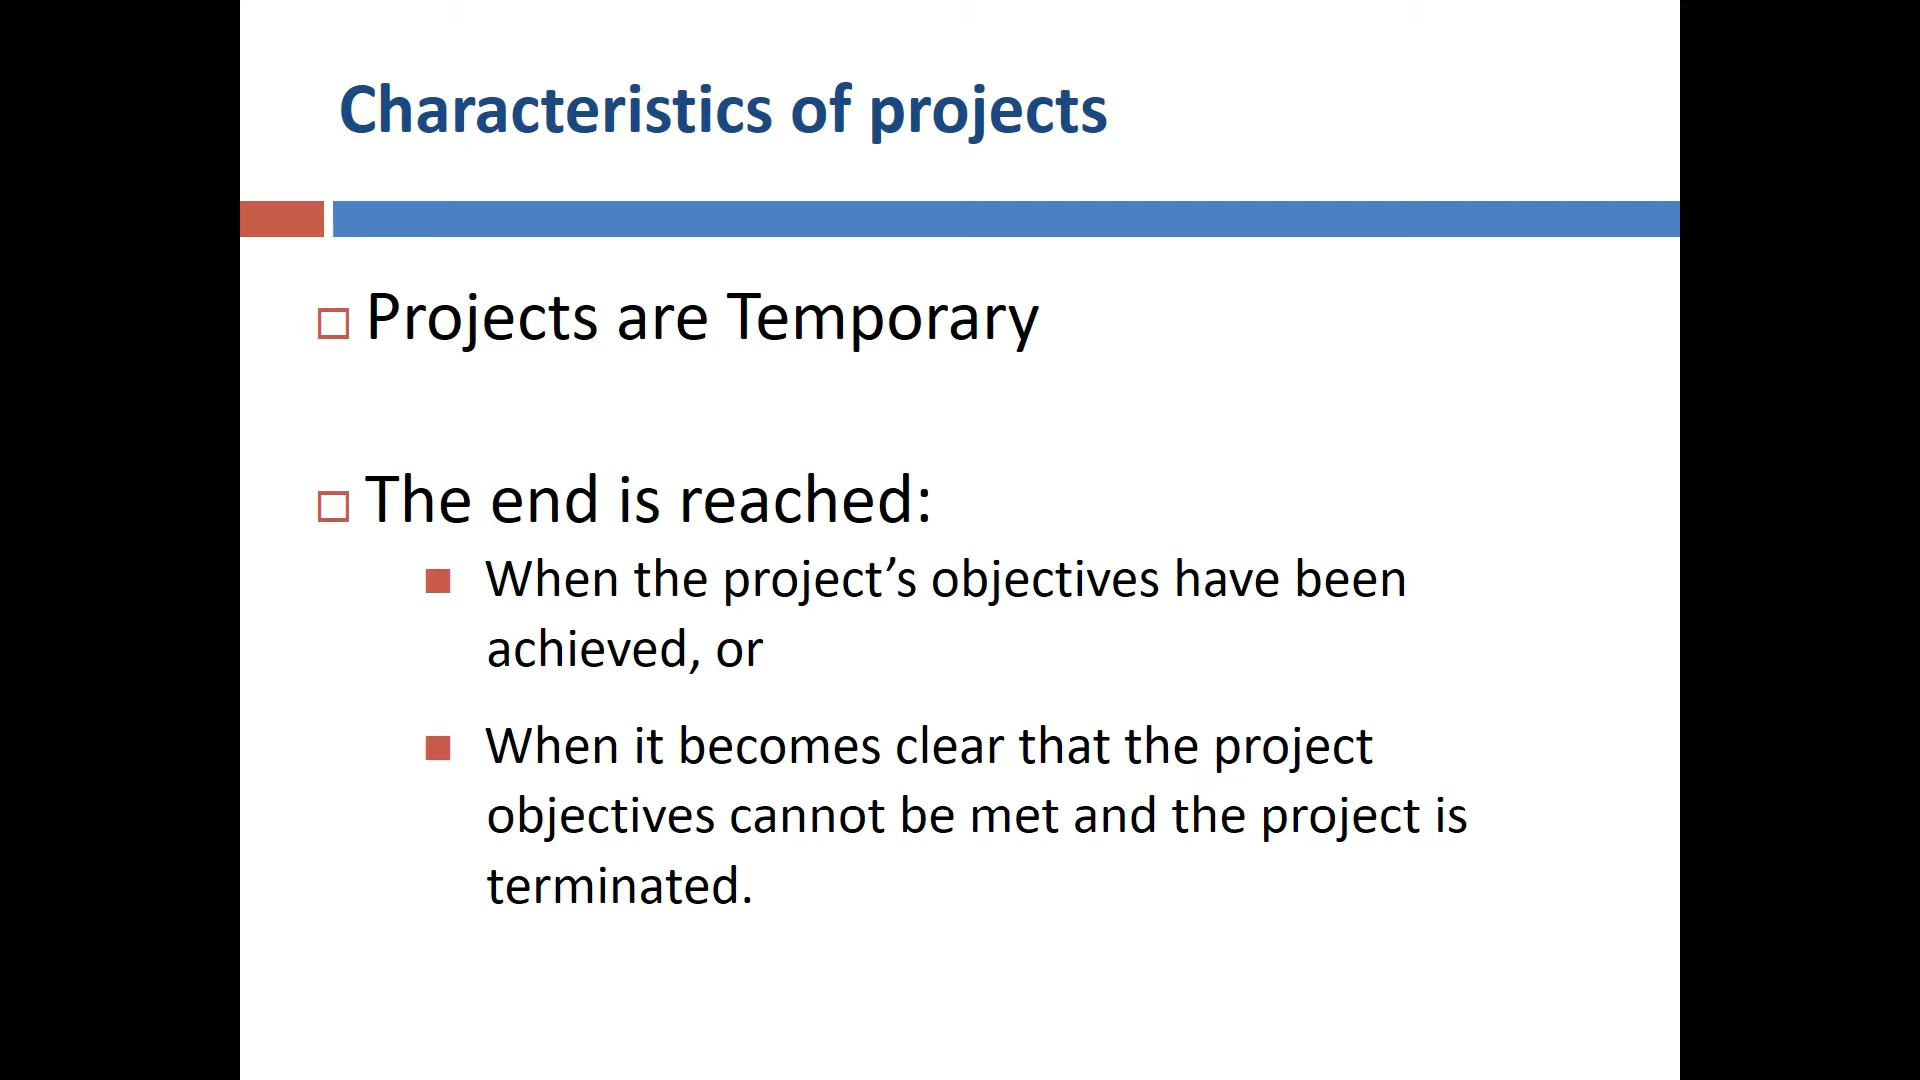 Characteristics of projects
Projects are Temporary
The end is reached:
When the project’s objectives have been
achieved, or
When it becomes clear that the project
objectives cannot be met and the project is
terminated.